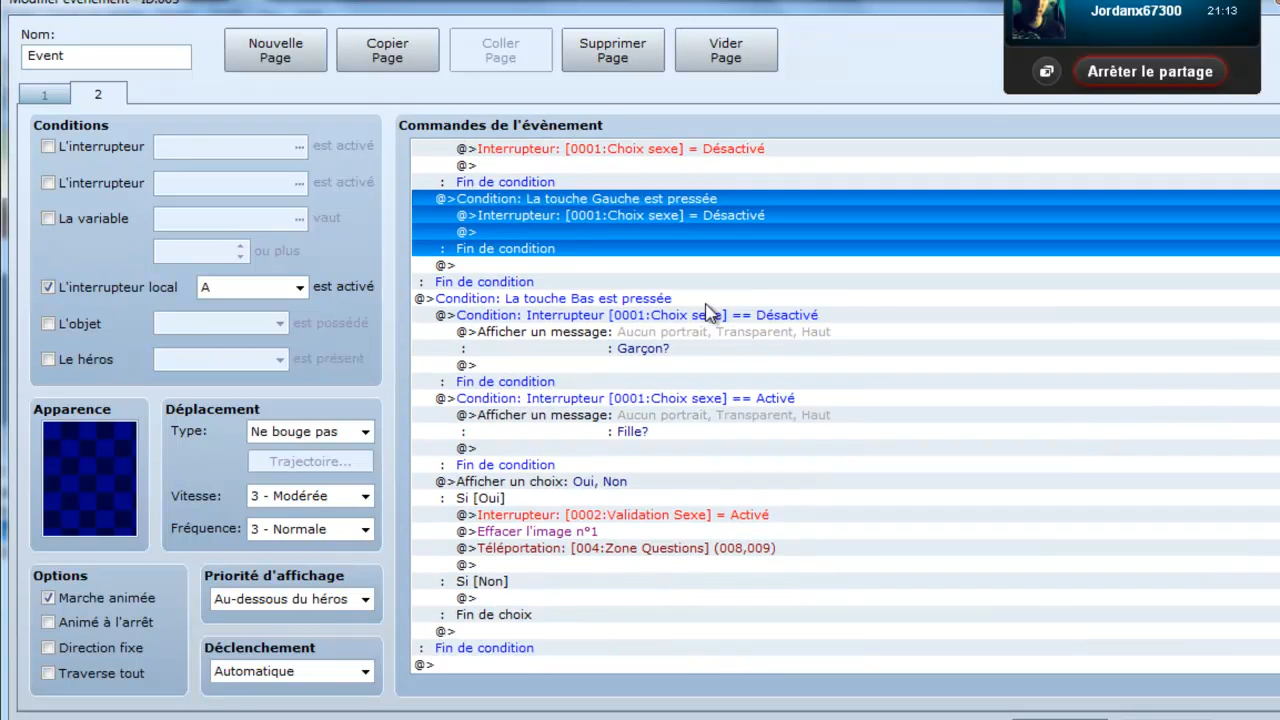 Jordanx67300 21:13
Arrêter le partage
Nom:
Event
Nouvelle Page
Copier Page
Coller Page
Supprimer Page
Vider Page
1 2
Conditions
L'interrupteur ... est activé
L'interrupteur ... est activé
La variable ... vaut
ou plus
L'interrupteur local A est activé
L'objet est possédé
Le héros est présent
Apparence
Déplacement
Type: Ne bouge pas
Trajectoire...
Vitesse: 3 - Modérée
Fréquence: 3 - Normale
Options
Marche animée
Animé à l'arrêt
Direction fixe
Traverse tout
Priorité d'affichage
Au-dessous du héros
Déclenchement
Automatique
Commandes de l'évènement
@>Interrupteur: [0001:Choix sexe] = Désactivé
@>
: Fin de condition
@>Condition: La touche Gauche est pressée
@>Interrupteur: [0001:Choix sexe] = Désactivé
@>
: Fin de condition
@>
: Fin de condition
@>Condition: La touche Bas est pressée
@>Condition: Interrupteur [0001:Choix sexe] == Désactivé
@>Afficher un message: Aucun portrait, Transparent, Haut
: : Garçon?
@>
: Fin de condition
@>Condition: Interrupteur [0001:Choix sexe] == Activé
@>Afficher un message: Aucun portrait, Transparent, Haut
: : Fille?
@>
: Fin de condition
@>Afficher un choix: Oui, Non
: Si [Oui]
@>Interrupteur: [0002:Validation Sexe] = Activé
@>Effacer l'image n°1
@>Téléportation: [004:Zone Questions] (008,009)
@>
: Si [Non]
@>
: Fin de choix
@>
: Fin de condition
@>